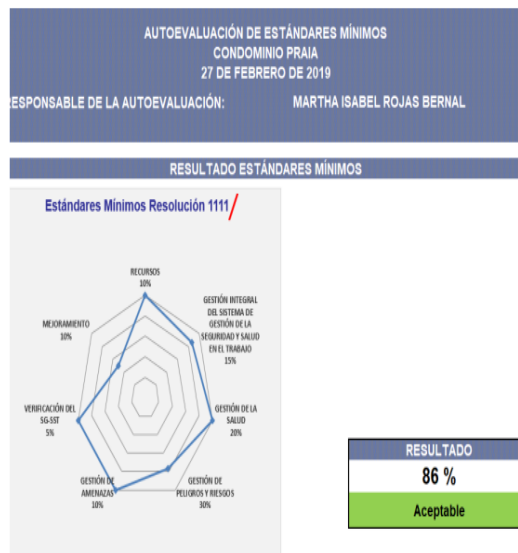 AUTOEVALUACIÓN DE ESTÁNDARES MÍNIMOS
CONDOMINIO PRAIA
27 DE FEBRERO DE 2019
RESPONSABLE DE LA AUTOEVALUACIÓN: MARTHA ISABEL ROJAS BERNAL
RESULTADO ESTÁNDARES MÍNIMOS
Estándares Mínimos Resolución 1111
RECURSOS
10%
GESTIÓN INTEGRAL
DEL SISTEMA DE
GESTIÓN DE LA
SEGURIDAD Y SALUD
EN EL TRABAJO
15%
MEJORAMIENTO
10%
VERIFICACIÓN DEL
SG-SST
5%
GESTIÓN DE LA
SALUD
20%
GESTIÓN DE
AMENAZAS
10%
GESTIÓN DE
PELIGROS Y RIESGOS
30%
RESULTADO
86 %
Aceptable